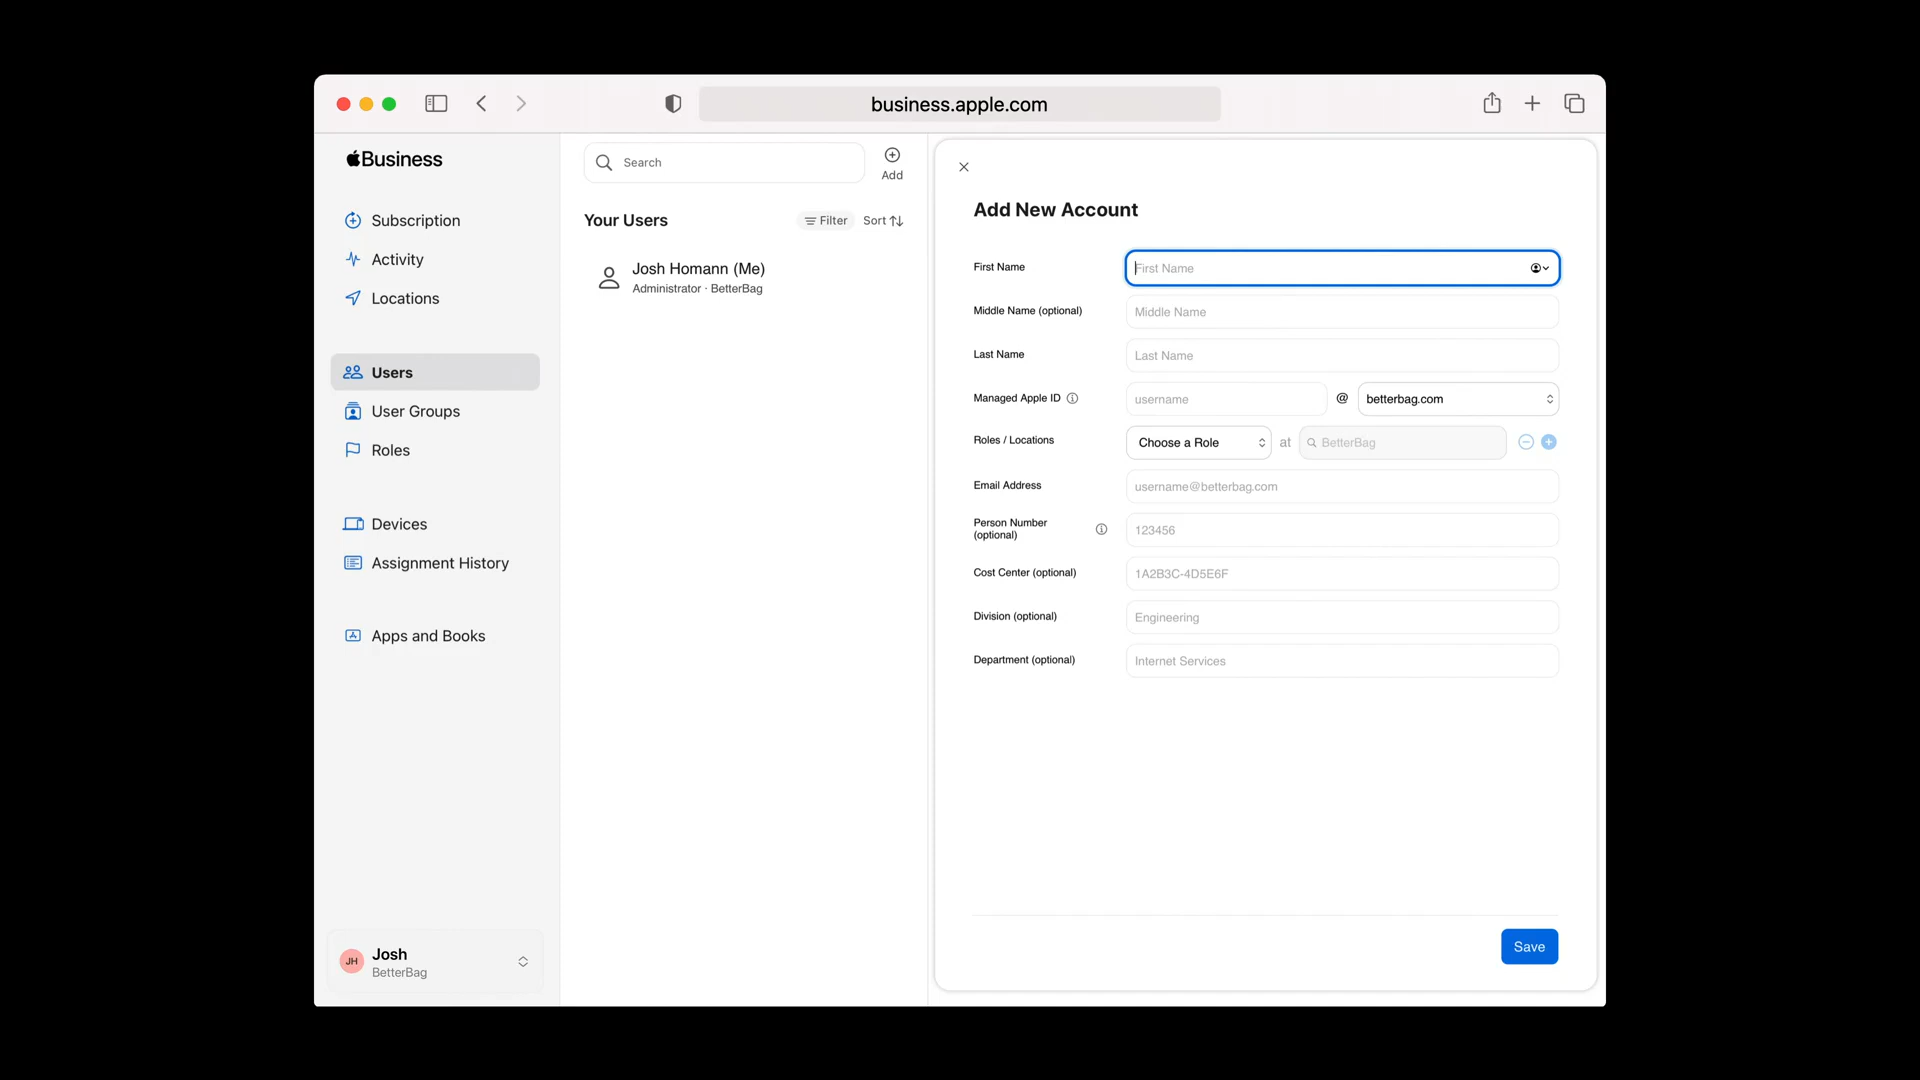 business.apple.com
Business
Subscription
Activity
Locations
Users
User Groups
Roles
Devices
Assignment History
Apps and Books
JH
Josh
BetterBag
Search
Add
Your Users
Filter
Sort
Josh Homann (Me)
Administrator · BetterBag
Add New Account
First Name First Name
Middle Name (optional) Middle Name
Last Name Last Name
Managed Apple ID username @ betterbag.com
Roles / Locations Choose a Role at BetterBag
Email Address username@betterbag.com
Person Number
(optional) 123456
Cost Center (optional) 1A2B3C-4D5E6F
Division (optional) Engineering
Department (optional) Internet Services
Save